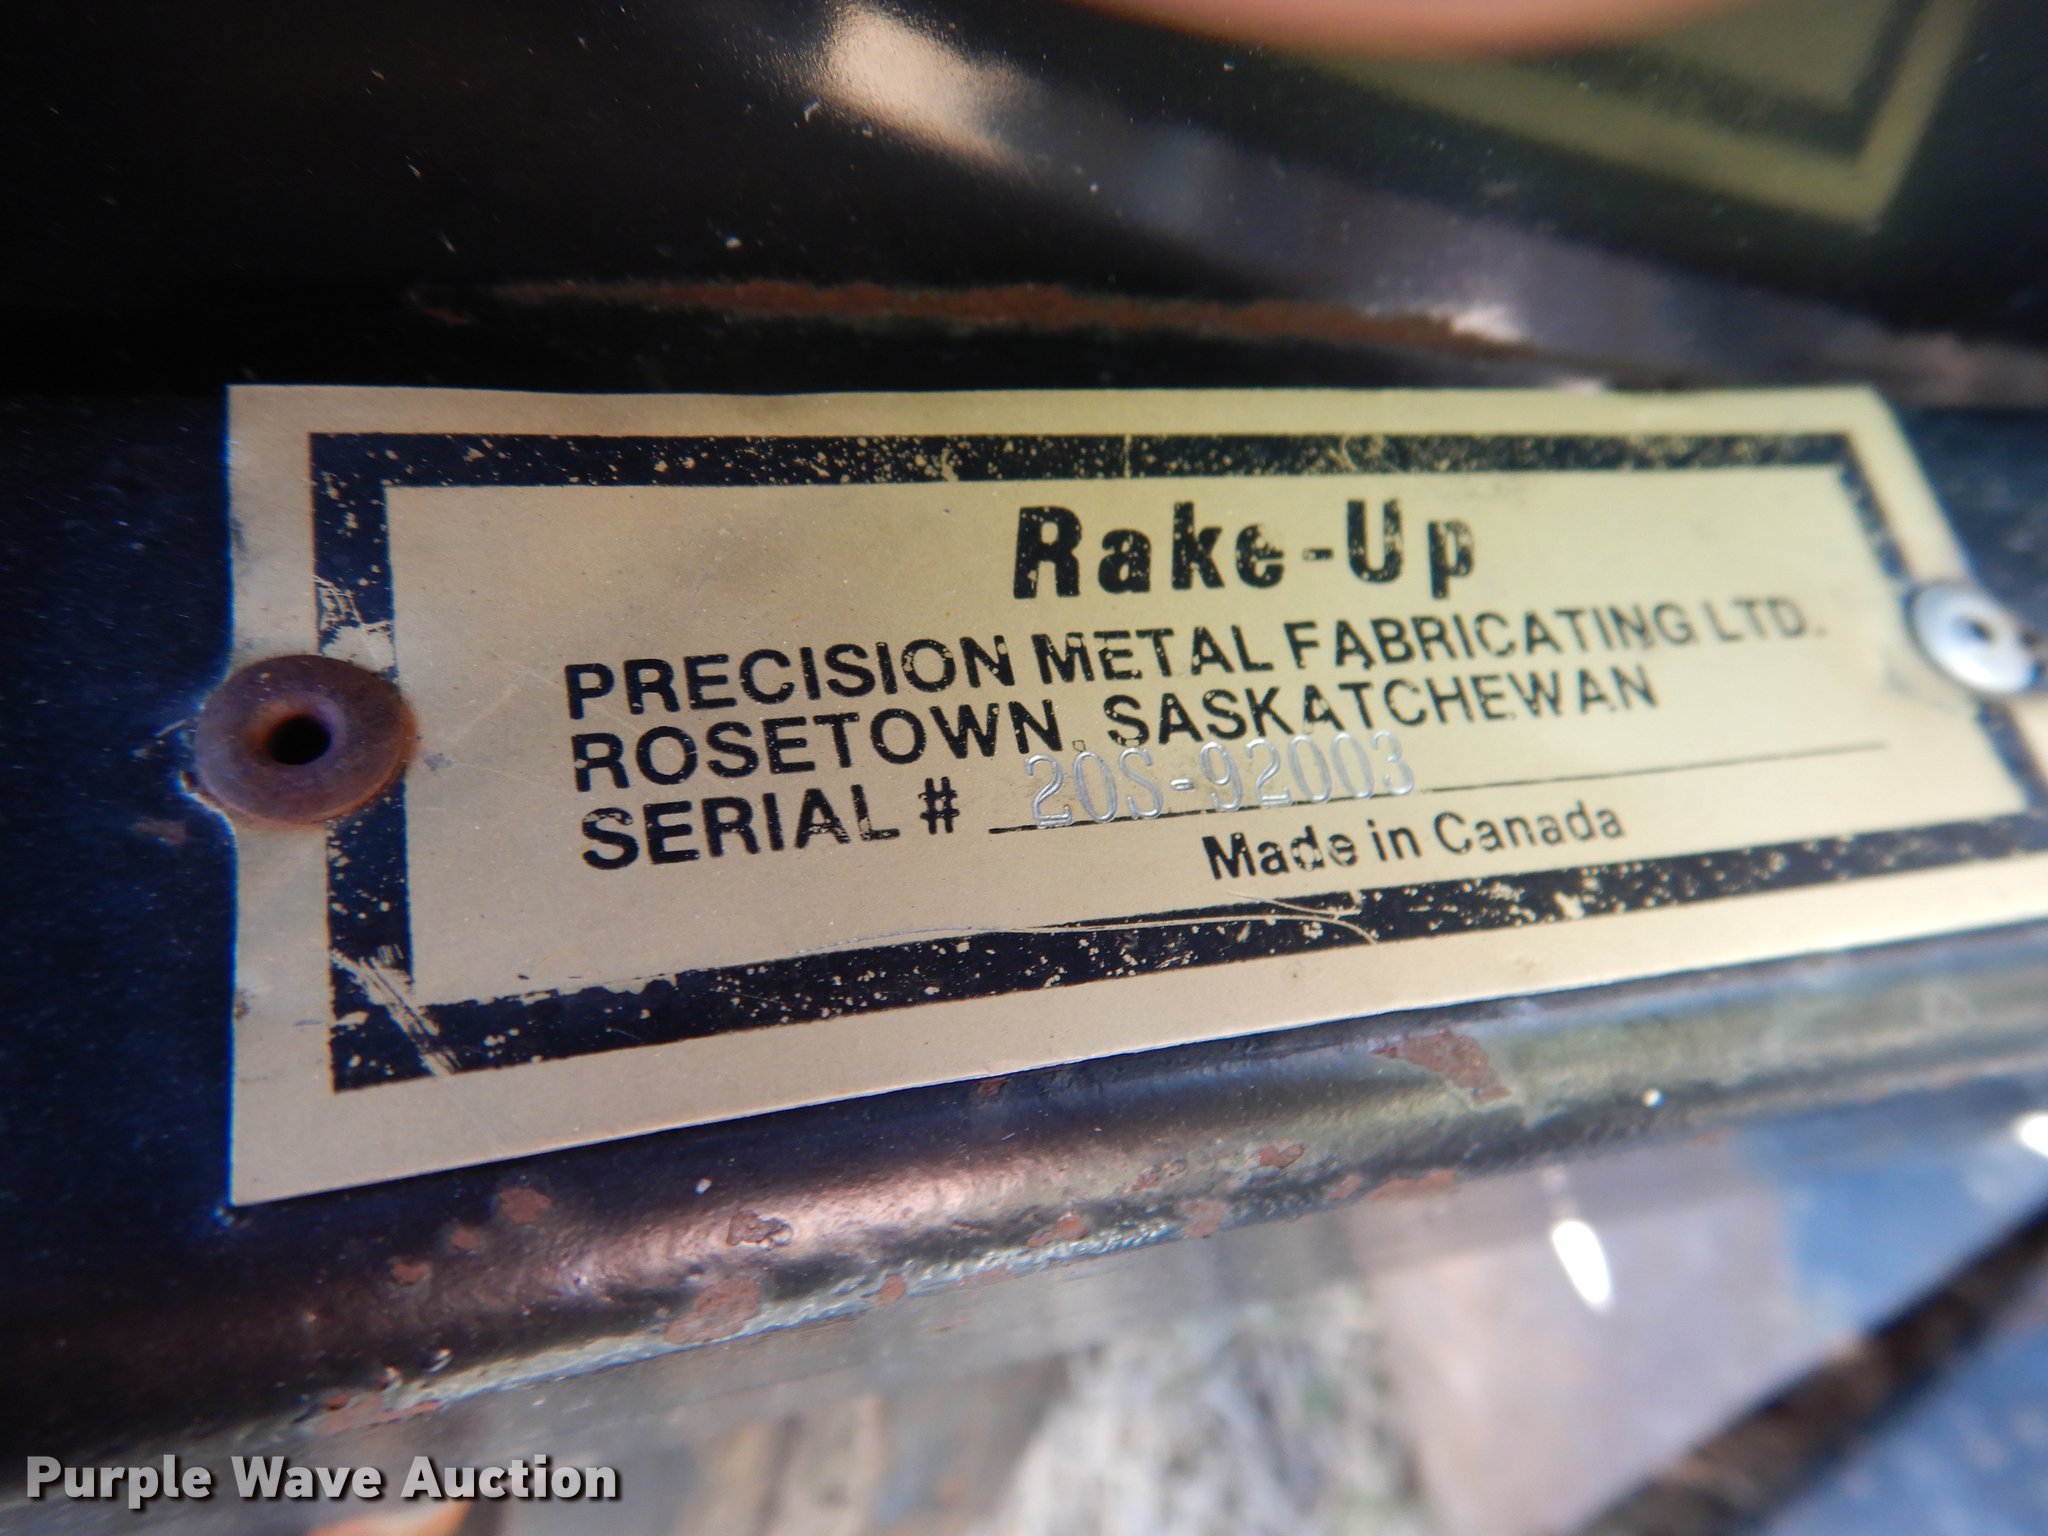 Rake-Up
PRECISION METAL FABRICATING LTD.
ROSETOWN, SASKATCHEWAN
SERIAL # 20S-92003
Made in Canada
Purple Wave Auction